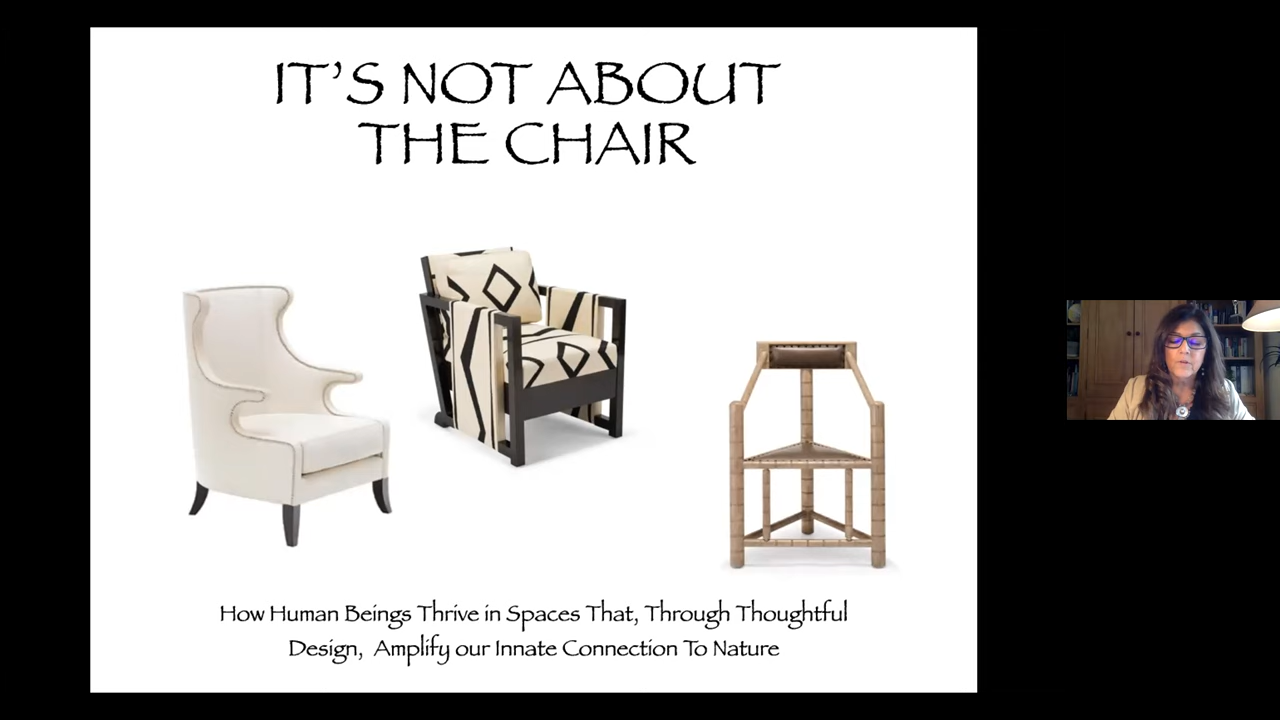 IT'S NOT ABOUT
THE CHAIR
How Human Beings Thrive in Spaces That, Through Thoughtful
Design, Amplify our Innate Connection To Nature